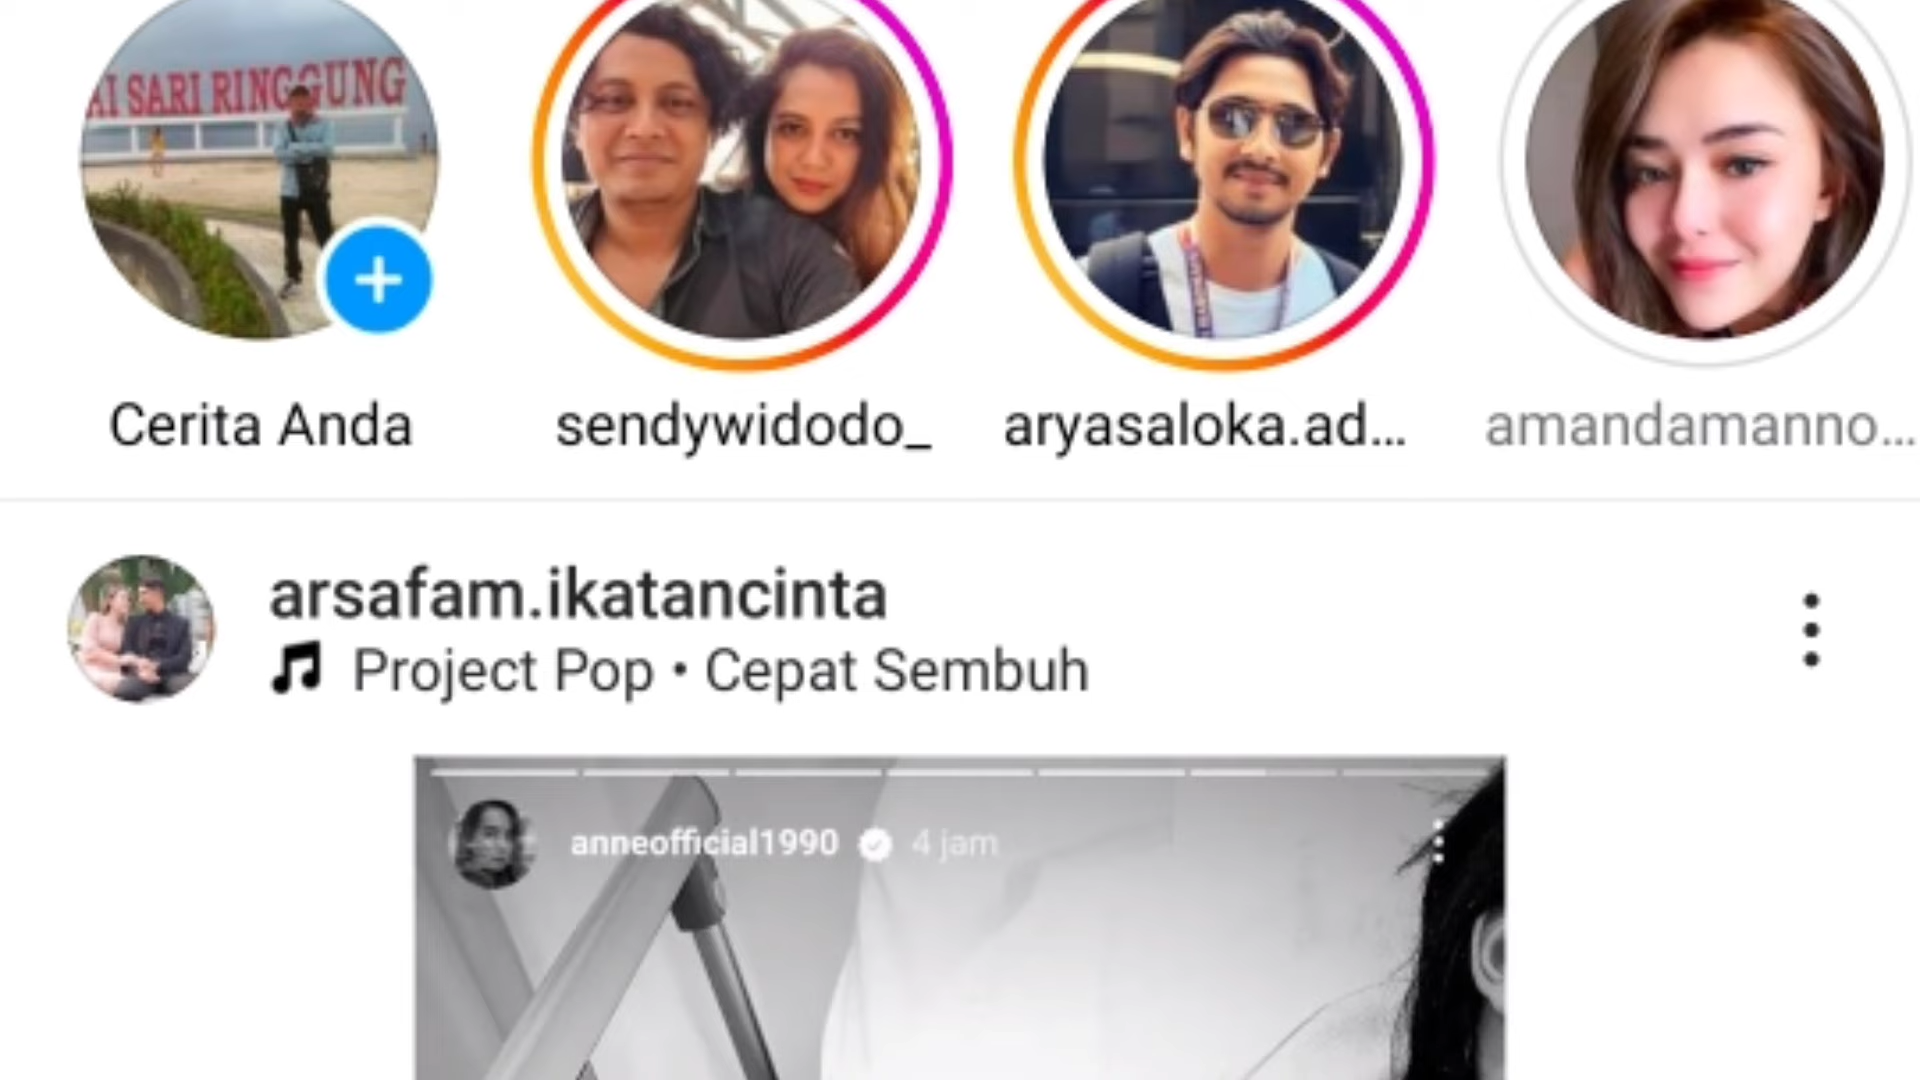 AI SARI RINGGUNG
Cerita Anda
sendywidodo_
aryasaloka.ad...
amandamanno...
arsafam.ikatancinta
Project Pop • Cepat Sembuh
anneofficial1990 4 jam